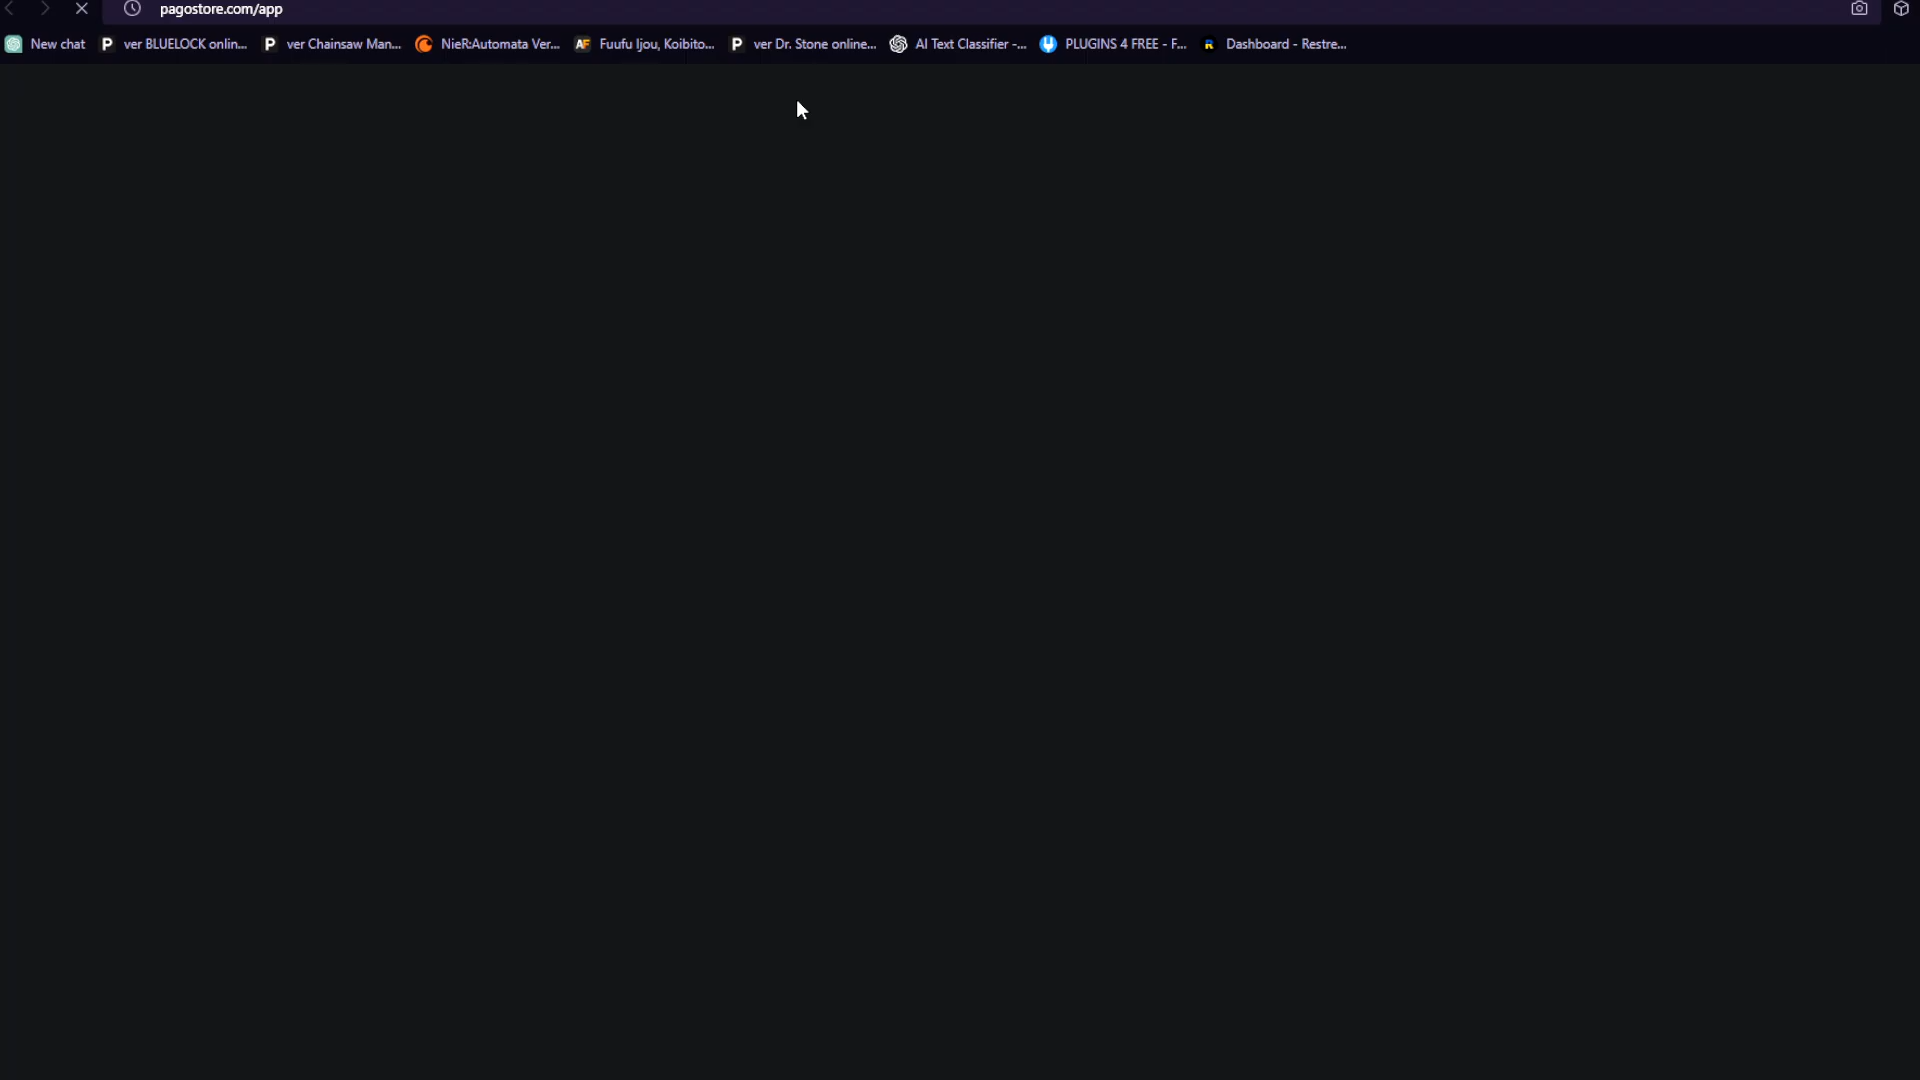 pagostore.com/app
New chat P ver BLUELOCK onlin... P ver Chainsaw Man... NieR:Automata Ver... AF Fuufu Ijou, Koibito... P ver Dr. Stone online... AI Text Classifier -... PLUGINS 4 FREE - F... R Dashboard - Restre...